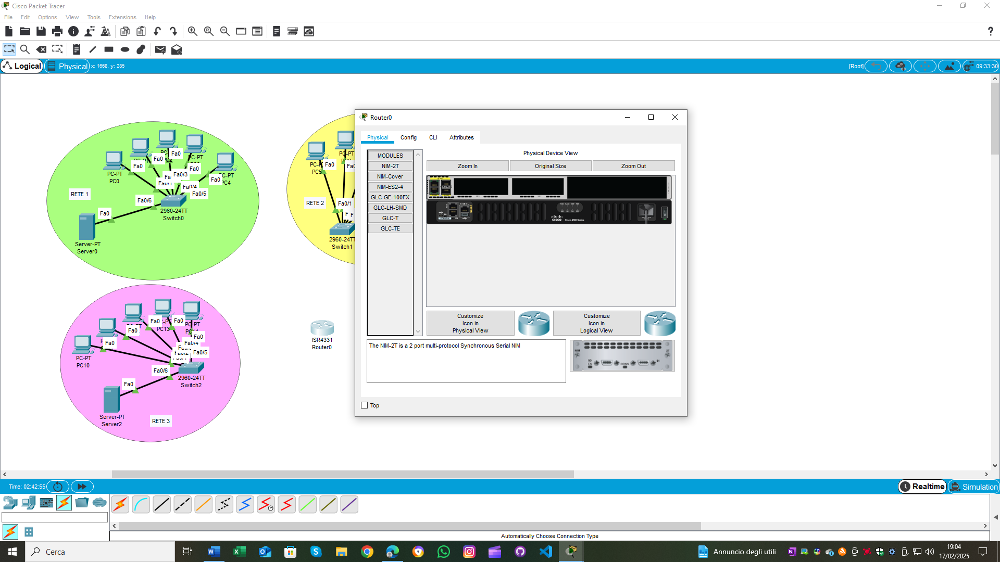 Cisco Packet Tracer
File Edit Options View Tools Extensions Help
Logical Physical x: 1668, y: 285 [Root] 09:33:30
Router0
Physical Config CLI Attributes
MODULES
NIM-2T
NIM-Cover
NIM-ES2-4
GLC-GE-100FX
GLC-LH-SMD
GLC-T
GLC-TE
Physical Device View
Zoom In Original Size Zoom Out
CISCO Cisco 4300 Series
Customize
Icon in
Physical View
Customize
Icon in
Logical View
The NIM-2T is a 2 port multi-protocol Synchronous Serial NIM
Top
RETE 1
PC-PT
PC0
Fa0
Fa0
Fa0
Fa0
Fa0
PC4
Fa0/1
Fa0/3
Fa0/4
Fa0/5
Fa0/6
Fa0
2960-24TT
Switch0
Server-PT
Server0
RETE 2
PC5
Fa0
Fa0/1
2960-24TT
Switch1
PC-PT
PC10
Fa0
Fa0
Fa0
PC13
Fa0
PC-PT
Fa0
Fa0/4
Fa0/5
Fa0/6
Fa0
2960-24TT
Switch2
Server-PT
Server2
RETE 3
ISR4331
Router0
Time: 02:42:55
Realtime Simulation
Automatically Choose Connection Type
Cerca
Annuncio degli utili
19:04
17/02/2025